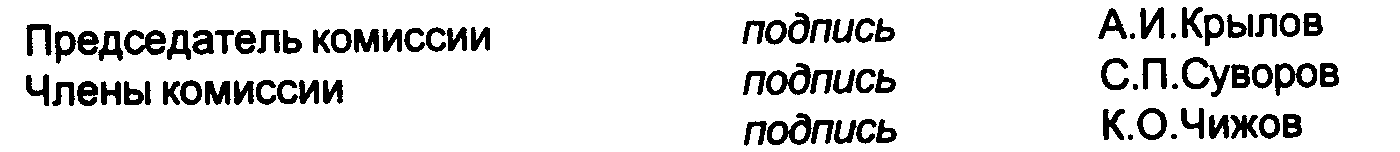 Председатель комиссии подпись А.И.Крылов
Члены комиссии подпись С.П.Суворов
подпись К.О.Чижов